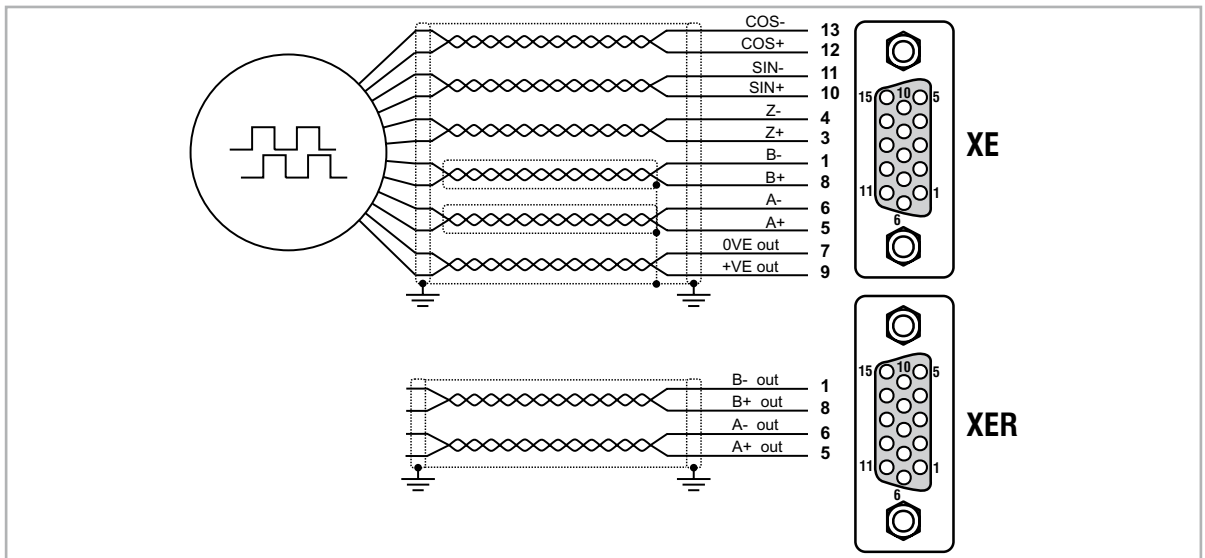 COS- 13
COS+ 12
SIN- 11
SIN+ 10
Z- 4
Z+ 3
B- 1
B+ 8
A- 6
A+ 5
0VE out 7
+VE out 9
15 10 5
11 1
6
XE
B- out 1
B+ out 8
A- out 6
A+ out 5
15 10 5
11 1
6
XER